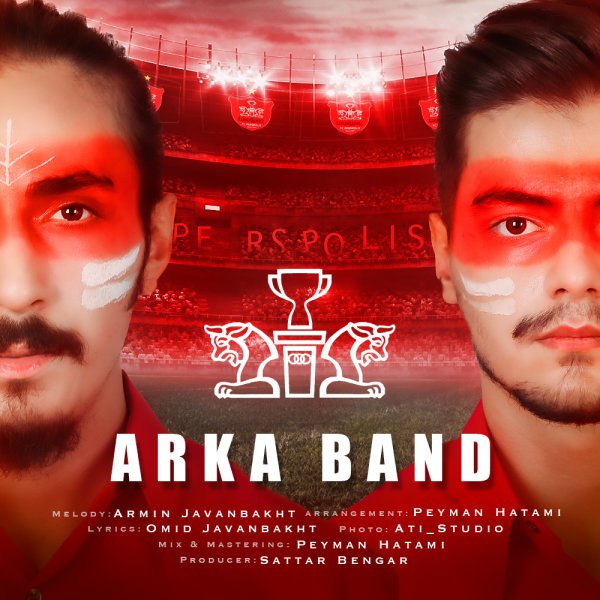 PERSPOLIS
ARKA BAND
MELODY: ARMIN JAVANBAKHT ARRANGEMENT: PEYMAN HATAMI
LYRICS: OMID JAVANBAKHT PHOTO: ATI_STUDIO
MIX & MASTERING: PEYMAN HATAMI
PRODUCER: SATTAR BENGAR